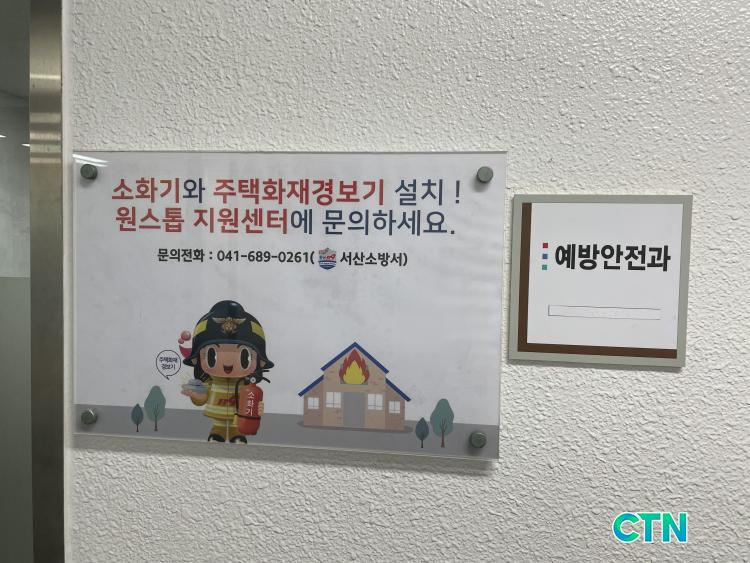 소화기와 주택화재경보기 설치 !
원스톱 지원센터에 문의하세요.
문의전화 : 041-689-0261( 서산소방서)
주택화재
경보기
119
소화기
예방안전과
CTN